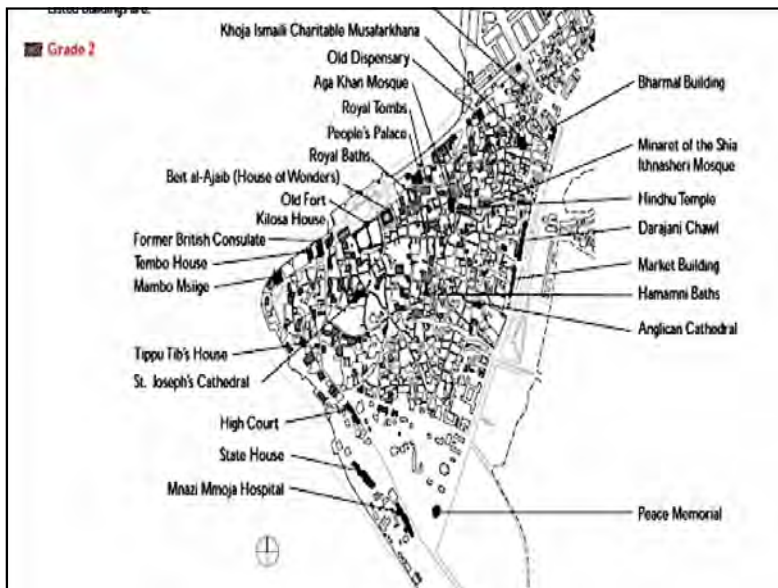 Listed buildings are:
Grade 2
Khoja Ismaili Charitable Musafarkhana
Old Dispensary
Aga Khan Mosque
Royal Tombs
People's Palace
Royal Baths
Beit al-Ajaib (House of Wonders)
Old Fort
Kilosa House
Former British Consulate
Tembo House
Mambo Msiige
Tippu Tib's House
St. Joseph's Cathedral
High Court
State House
Mnazi Mmoja Hospital
Bharmal Building
Minaret of the Shia
Ithnasheri Mosque
Hindhu Temple
Darajani Chawl
Market Building
Hamamni Baths
Anglican Cathedral
Peace Memorial